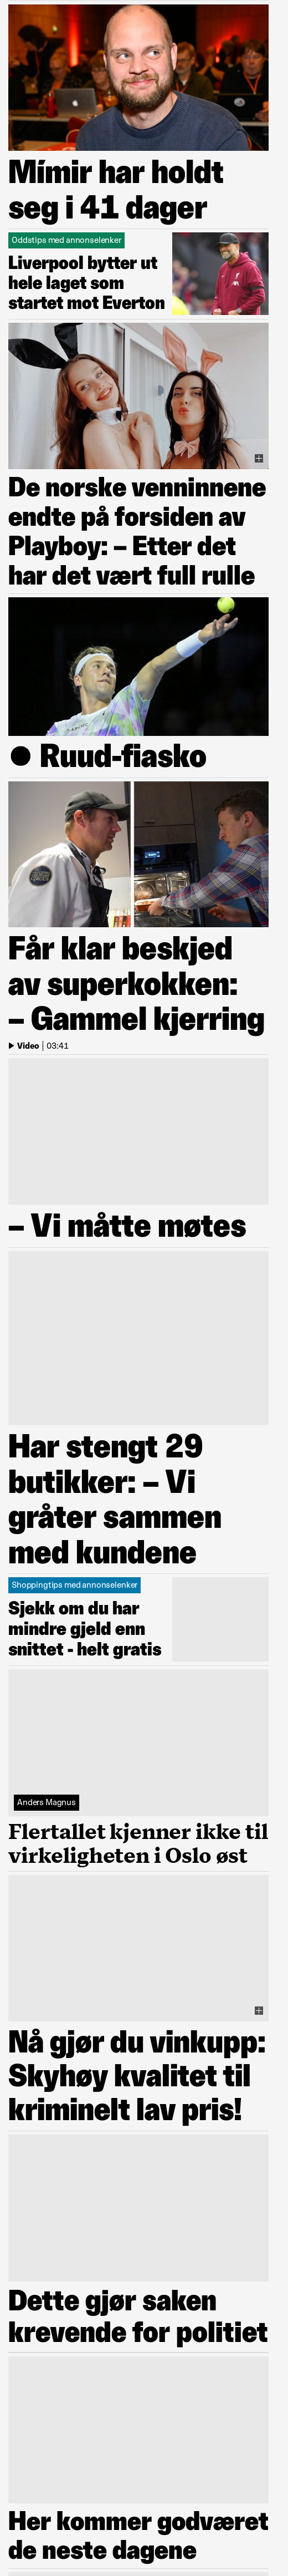 Mímir har holdt
seg i 41 dager
Oddstips med annonselenker
Liverpool bytter ut
hele laget som
startet mot Everton
De norske venninnene
endte på forsiden av
Playboy: – Etter det
har det vært full rulle
● Ruud-fiasko
Får klar beskjed
av superkokken:
– Gammel kjerring
Video | 03:41
– Vi måtte møtes
Har stengt 29
butikker: – Vi
gråter sammen
med kundene
Shoppingtips med annonselenker
Sjekk om du har
mindre gjeld enn
snittet - helt gratis
Anders Magnus
Flertallet kjenner ikke til
virkeligheten i Oslo øst
Nå gjør du vinkupp:
Skyhøy kvalitet til
kriminelt lav pris!
Dette gjør saken
krevende for politiet
Her kommer godværet
de neste dagene